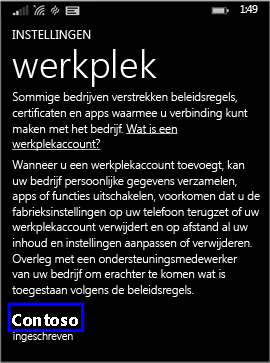 1:49
INSTELLINGEN
werkplek
Sommige bedrijven verstrekken beleidsregels,
certificaten en apps waarmee u verbinding kunt
maken met het bedrijf. Wat is een
werkplekaccount?
Wanneer u een werkplekaccount toevoegt, kan
uw bedrijf persoonlijke gegevens verzamelen,
apps of functies uitschakelen, voorkomen dat u de
fabrieksinstellingen op uw telefoon terugzet of uw
werkplekaccount verwijdert en op afstand al uw
inhoud en instellingen aanpassen of verwijderen.
Overleg met een ondersteuningsmedewerker
van uw bedrijf om erachter te komen wat is
toegestaan volgens de beleidsregels.
Contoso
ingeschreven